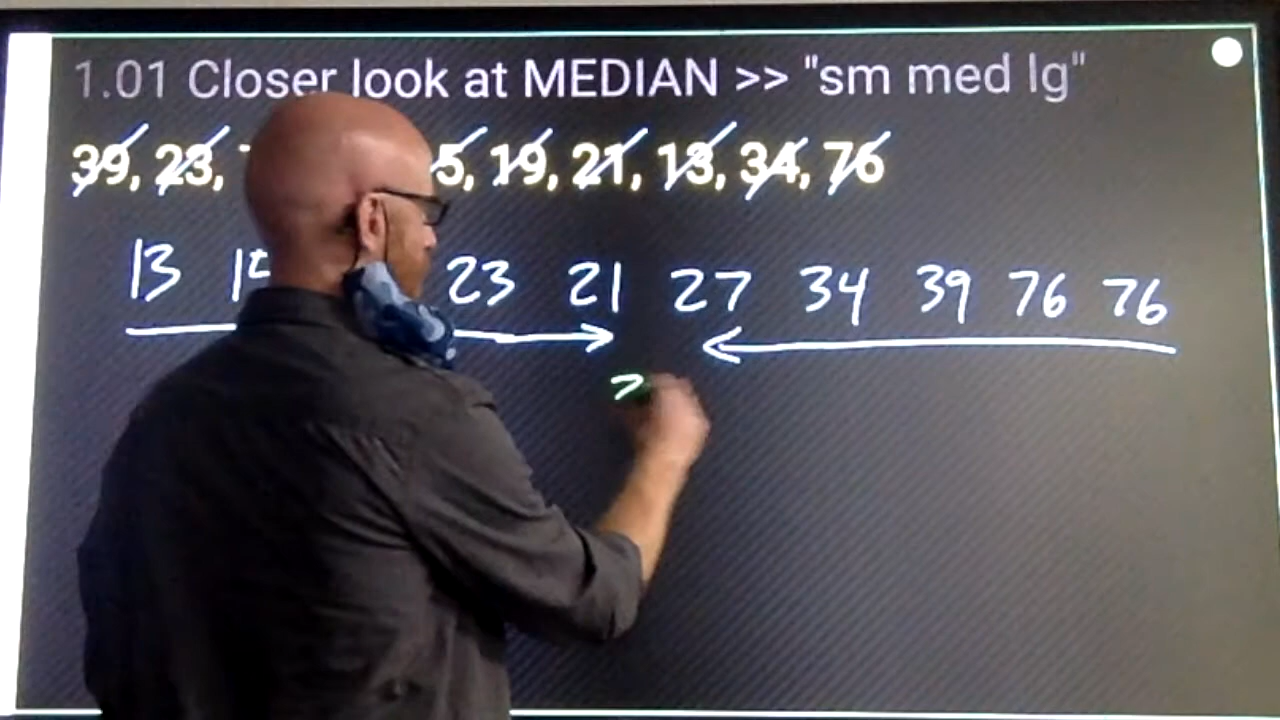 1.01 Closer look at MEDIAN >> "sm med lg"
39, 23, 5, 19, 21, 13, 34, 76
13 23 21 27 34 39 76 76